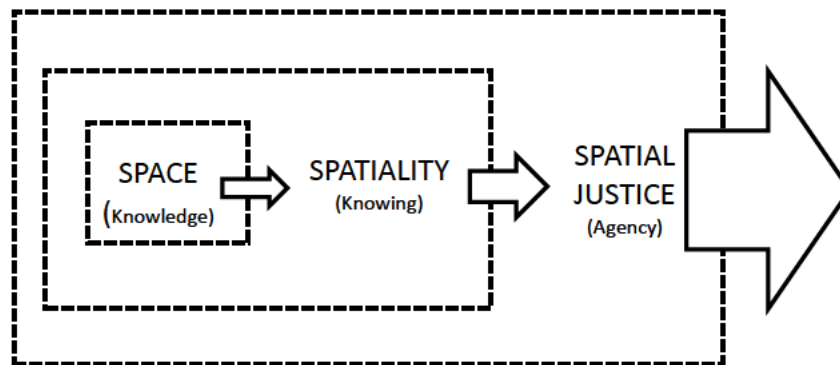 SPACE
(Knowledge)
SPATIALITY
(Knowing)
SPATIAL
JUSTICE
(Agency)